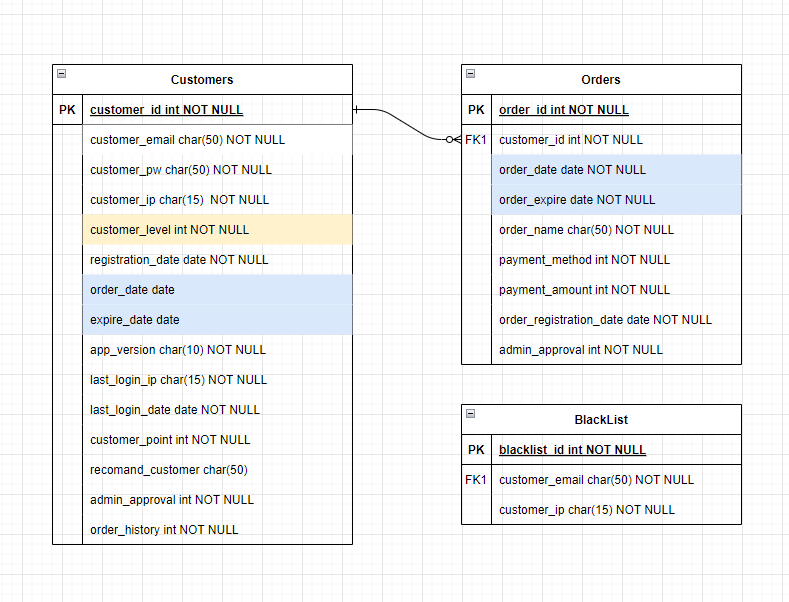 Customers
PK customer_id int NOT NULL
customer_email char(50) NOT NULL
customer_pw char(50) NOT NULL
customer_ip char(15)  NOT NULL
customer_level int NOT NULL
registration_date date NOT NULL
order_date date
expire_date date
app_version char(10) NOT NULL
last_login_ip char(15) NOT NULL
last_login_date date NOT NULL
customer_point int NOT NULL
recomand_customer char(50)
admin_approval int NOT NULL
order_history int NOT NULL
Orders
PK order_id int NOT NULL
FK1 customer_id int NOT NULL
order_date date NOT NULL
order_expire date NOT NULL
order_name char(50) NOT NULL
payment_method int NOT NULL
payment_amount int NOT NULL
order_registration_date date NOT NULL
admin_approval int NOT NULL
BlackList
PK blacklist_id int NOT NULL
FK1 customer_email char(50) NOT NULL
customer_ip char(15) NOT NULL